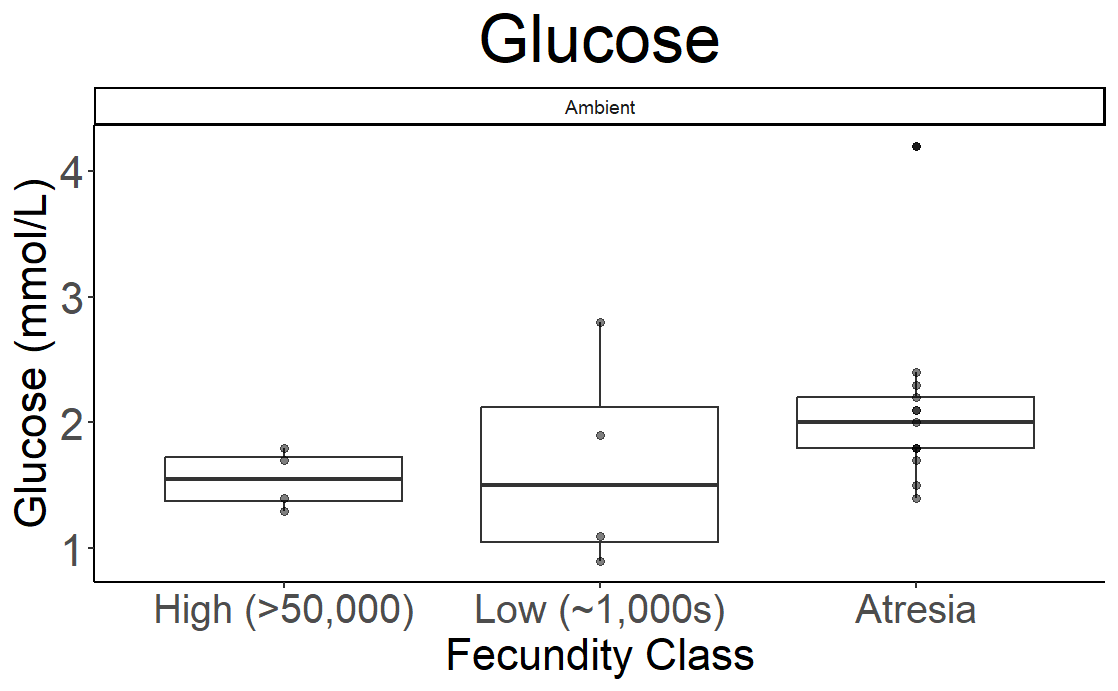 Glucose
Ambient
Glucose (mmol/L)
4
3
2
1
High (>50,000) Low (~1,000s) Atresia
Fecundity Class